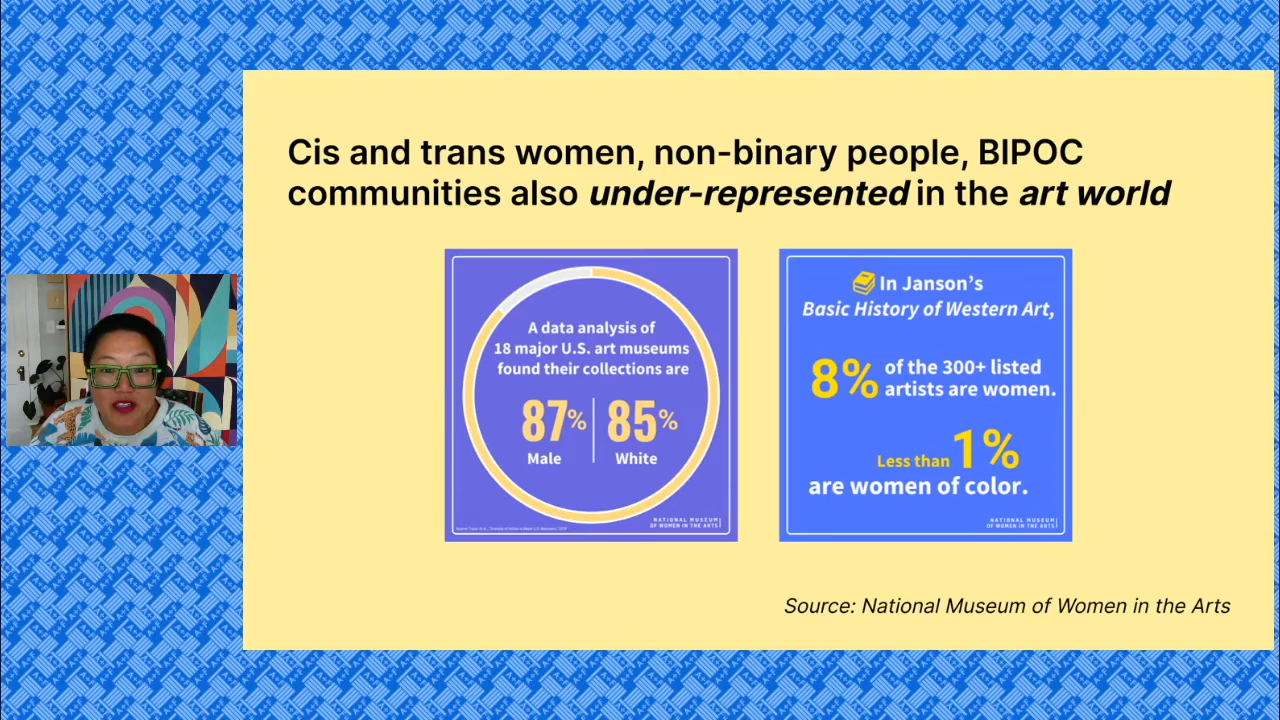 Cis and trans women, non-binary people, BIPOC
communities also under-represented in the art world
A data analysis of
18 major U.S. art museums
found their collections are
87% 85%
Male White
NATIONAL MUSEUM
OF WOMEN IN THE ARTS
In Janson's
Basic History of Western Art,
8% of the 300+ listed
artists are women.
Less than 1%
are women of color.
NATIONAL MUSEUM
OF WOMEN IN THE ARTS
Source: National Museum of Women in the Arts